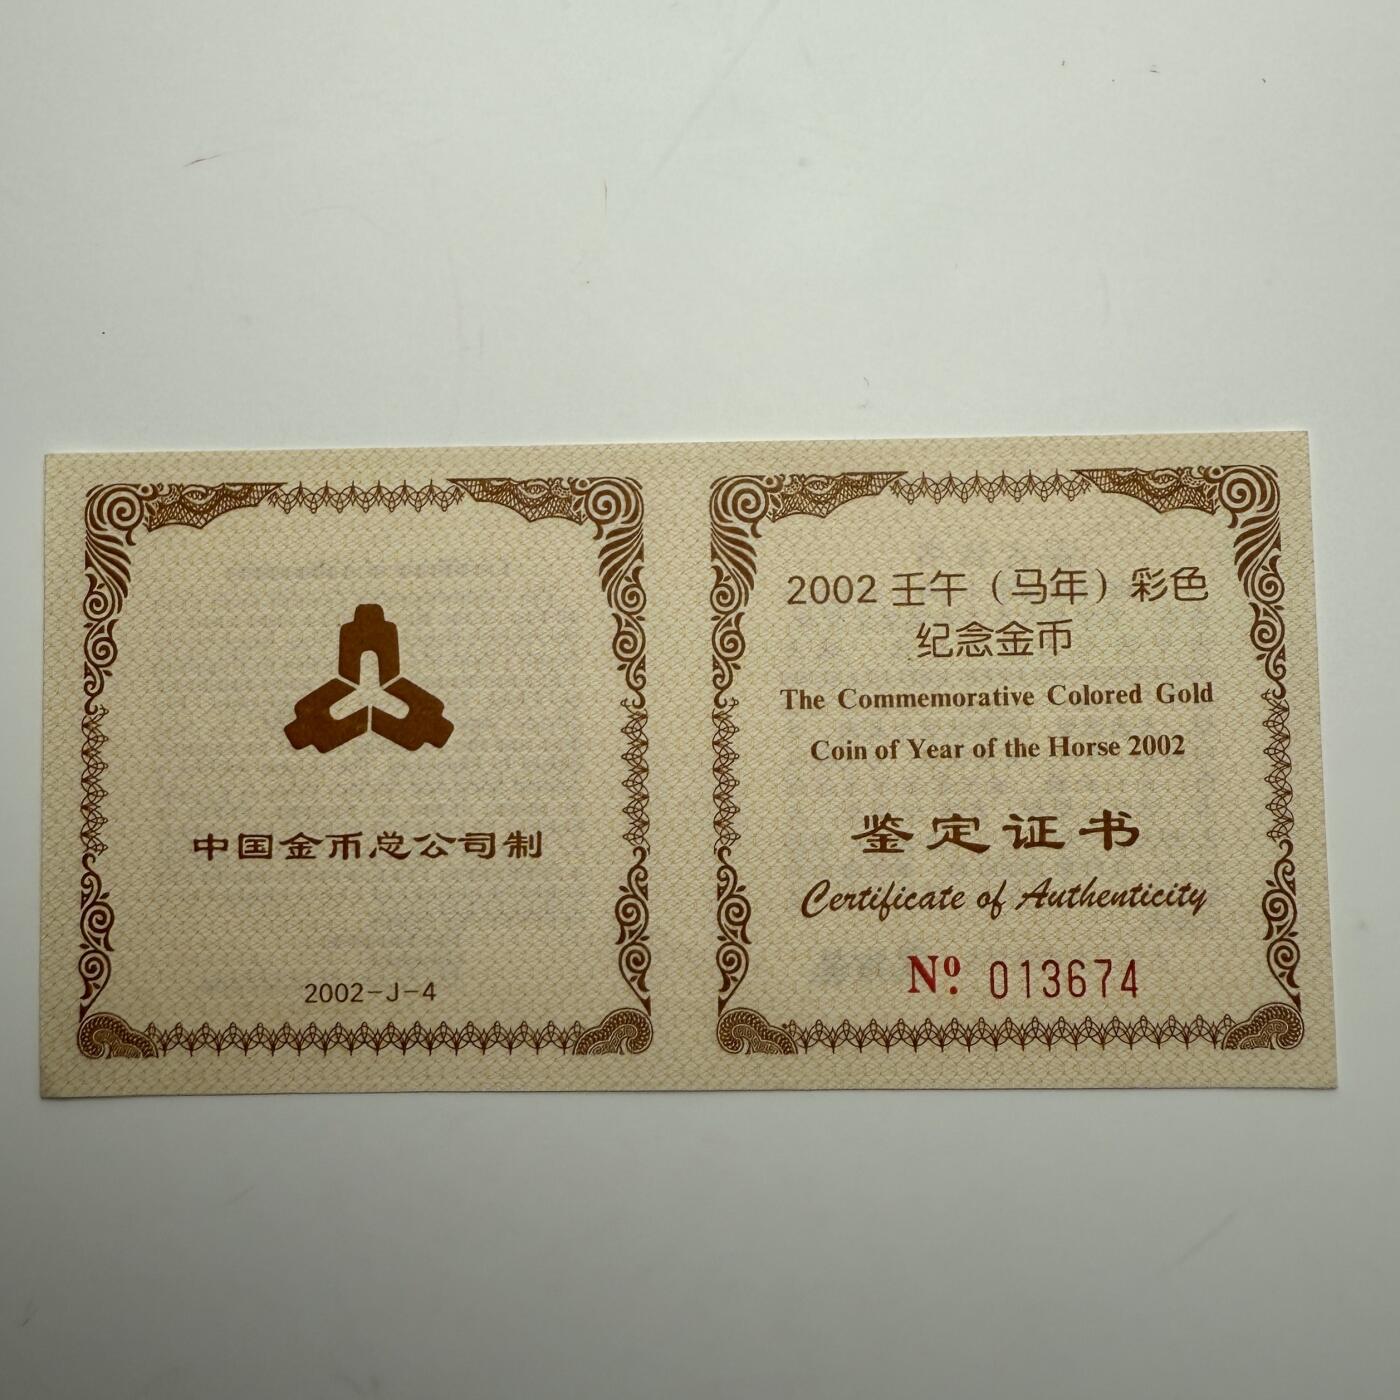 中国金币总公司制
2002-J-4
2002 壬午（马年）彩色
纪念金币
The Commemorative Colored Gold
Coin of Year of the Horse 2002
鉴定证书
Certificate of Authenticity
Nº 013674